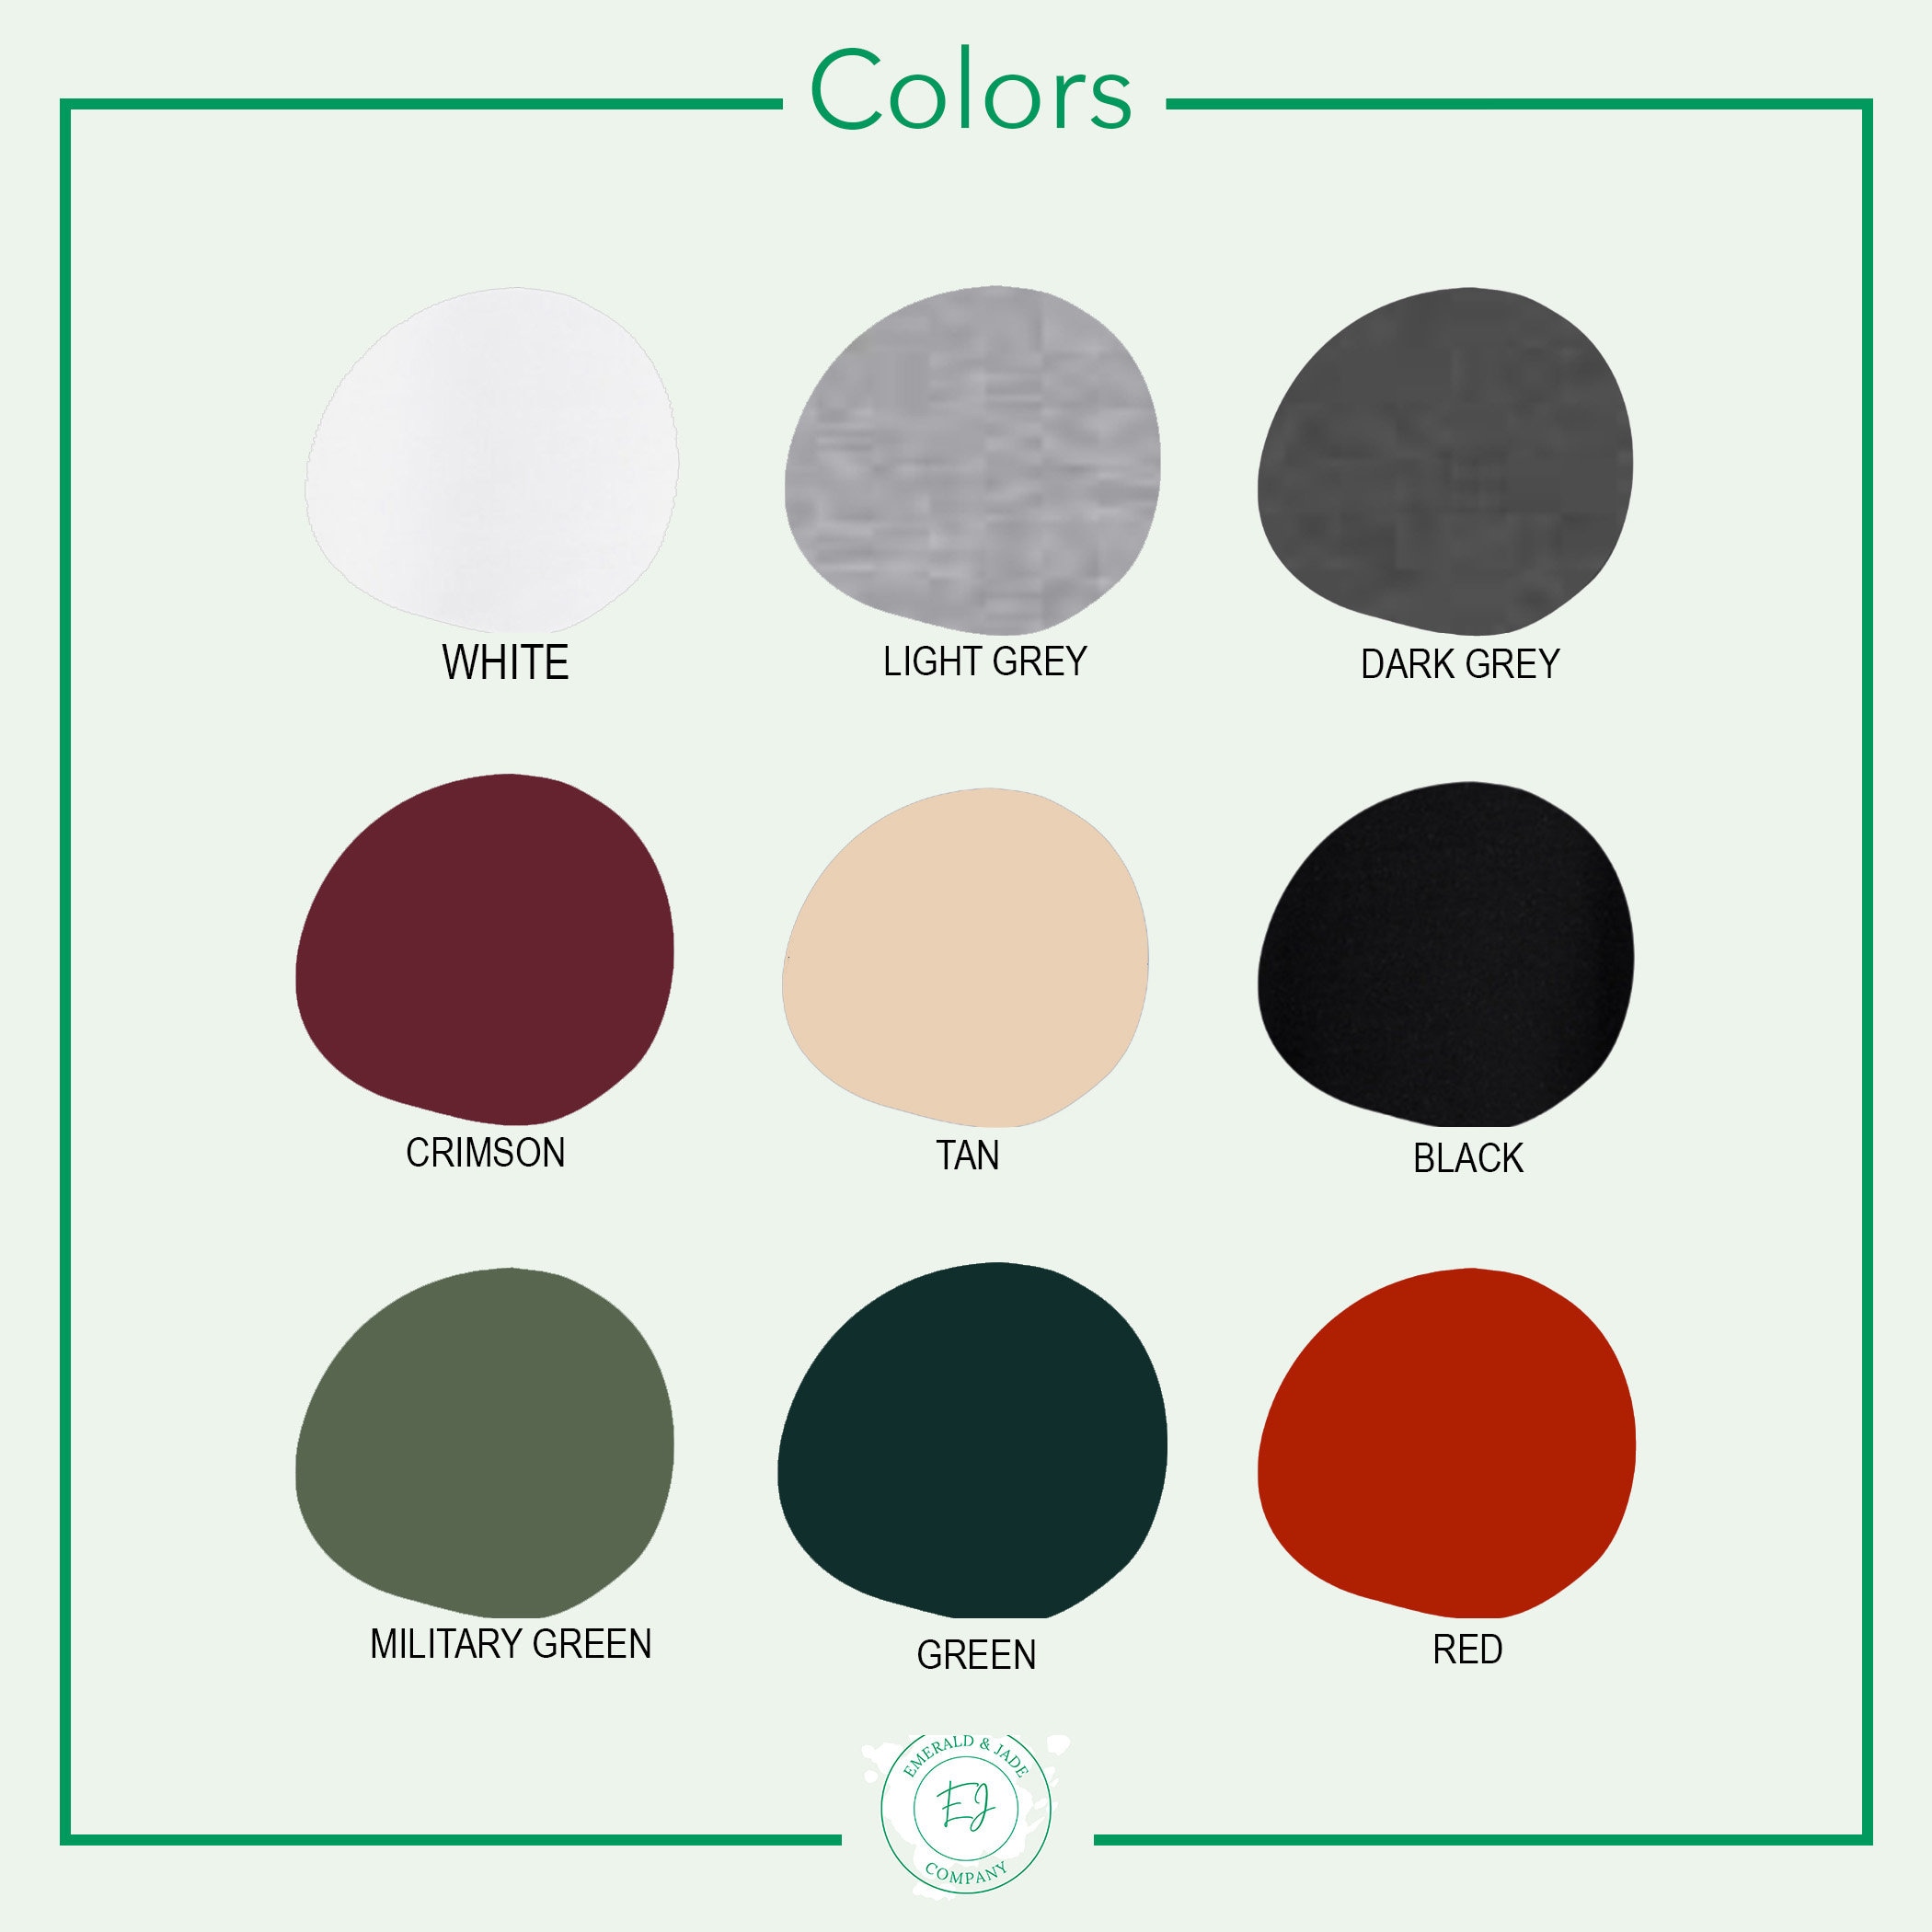 Colors
WHITE
LIGHT GREY
DARK GREY
CRIMSON
TAN
BLACK
MILITARY GREEN
GREEN
RED
EMERALD & JADE
EJ
COMPANY